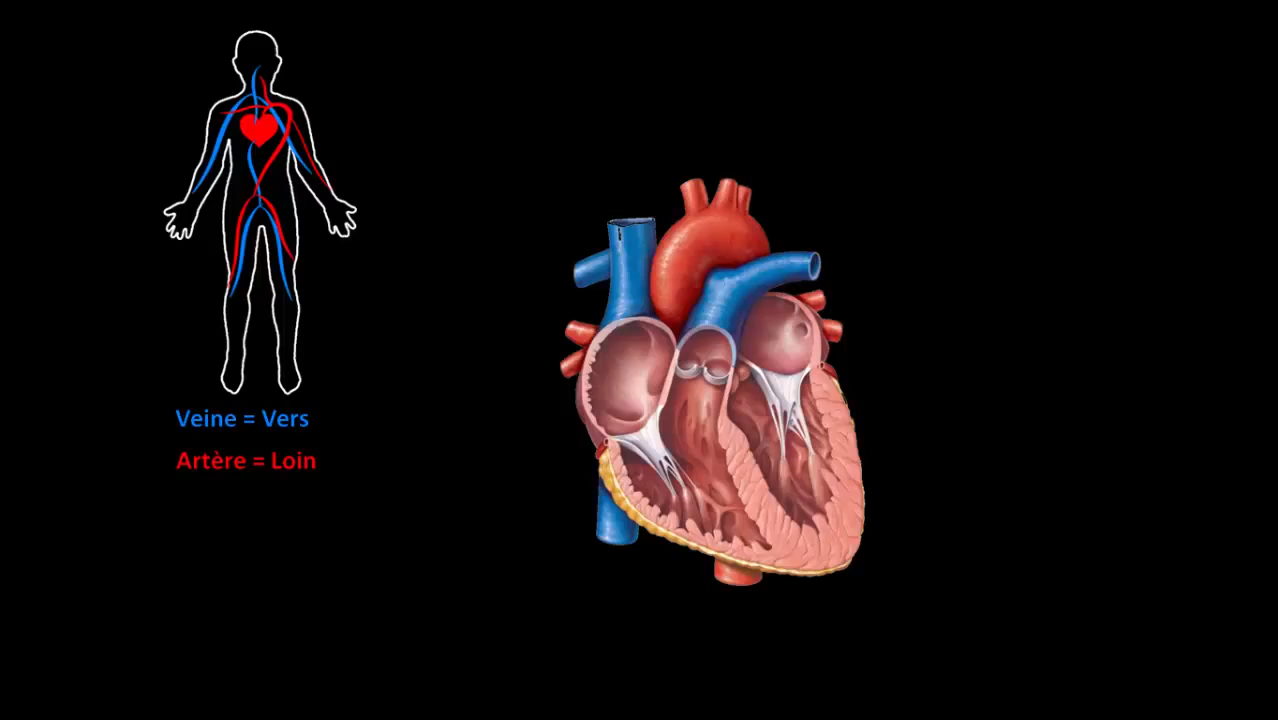 Veine = Vers
Artère = Loin